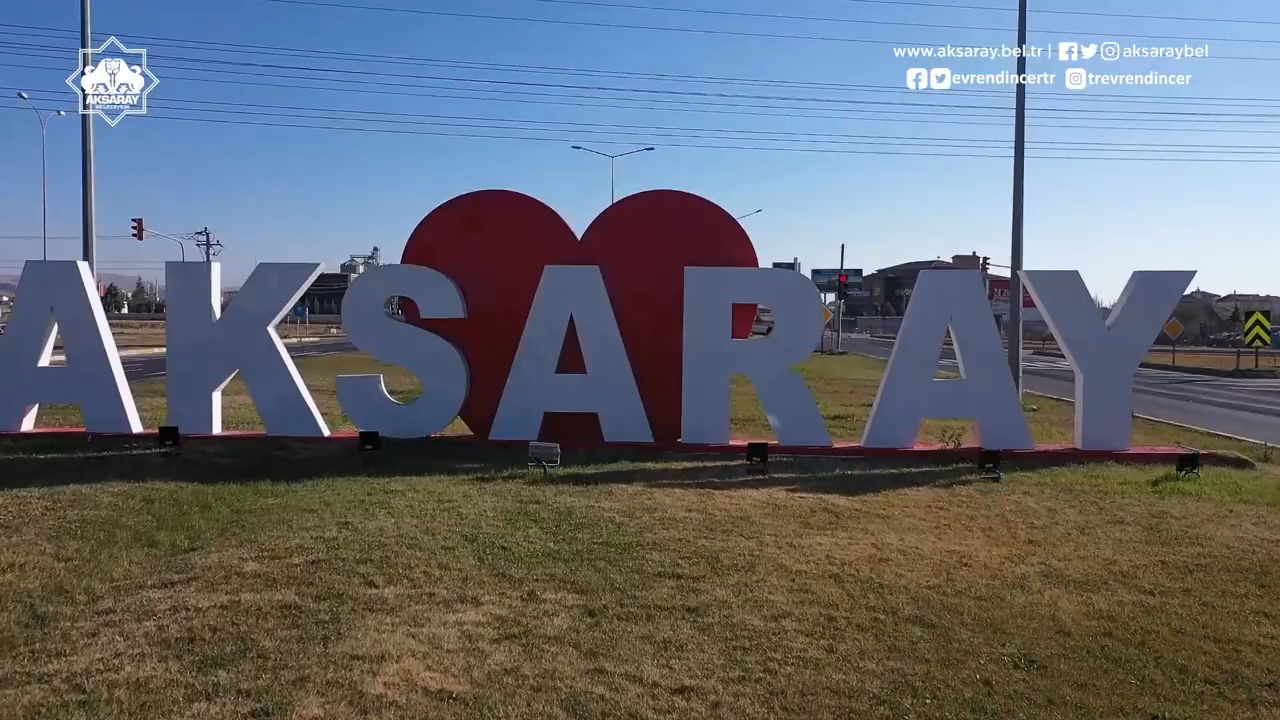 AKSARAY
BELEDİYESİ
www.aksaray.bel.tr | aksaraybel
evrendincertr trevrendincer
AKSARAY